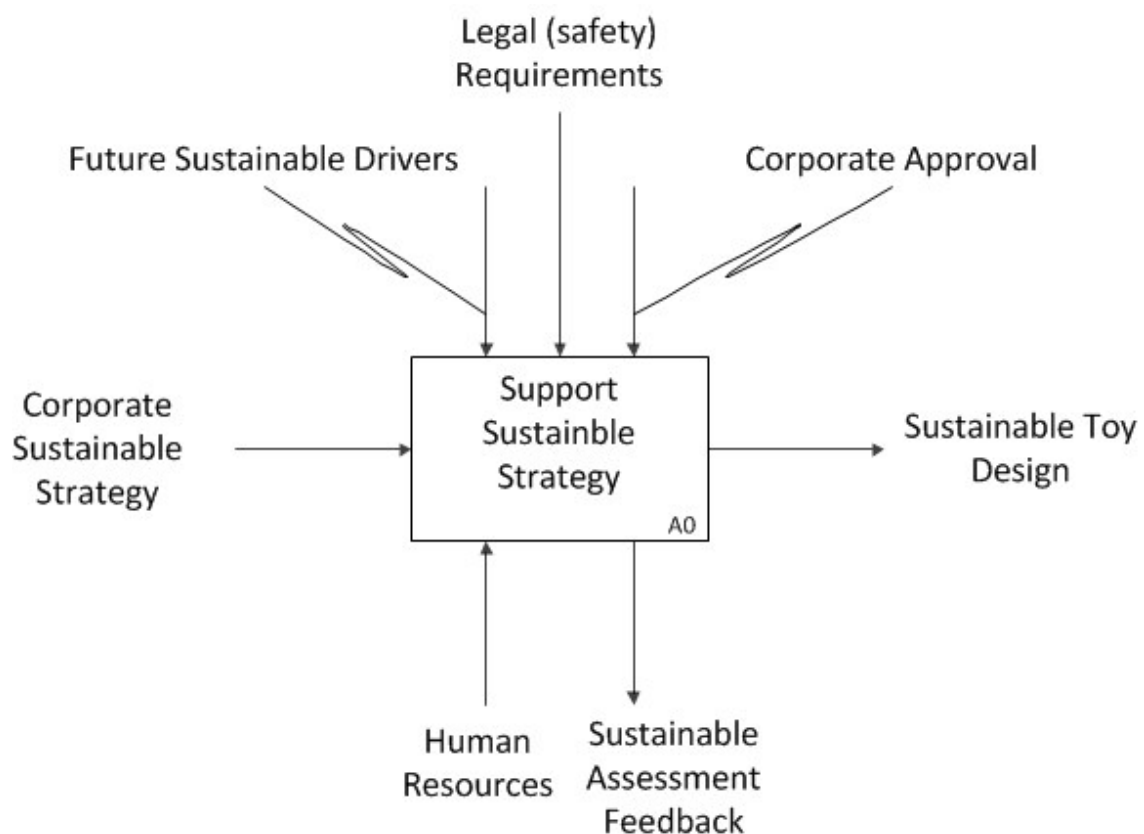 Legal (safety)
Requirements
Future Sustainable Drivers
Corporate Approval
Corporate
Sustainable
Strategy
Support
Sustainble
Strategy
A0
Sustainable Toy
Design
Human
Resources
Sustainable
Assessment
Feedback